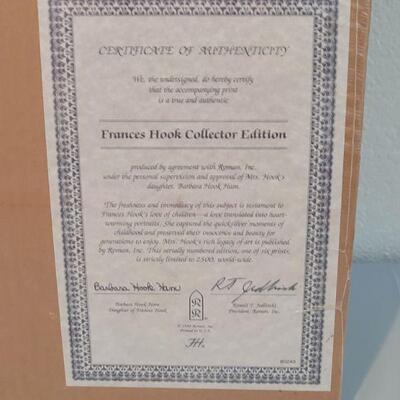 CERTIFICATE OF AUTHENTICITY
We, the undersigned, do hereby certify
that the accompanying print
is a true and authentic
Frances Hook Collector Edition
produced by agreement with Roman, Inc.
under the personal supervision and approval of Mrs. Hook's
daughter, Barbara Hook Ham.
The freshness and immediacy of this subject is testament to
Frances Hook's love of children—a love translated into heart-
warming portraits. She captured the quicksilver moments of
childhood and preserved their innocence and beauty for
generations to enjoy. Mrs. Hook's rich legacy of art is published
by Roman, Inc. This serially numbered edition, one of six prints,
is strictly limited to 2500, world-wide.
Barbara Hook Ham
Barbara Hook Ham
Daughter of Frances Hook
Ronald T. Jedlinski
President, Roman, Inc.
Roman, Inc.
Printed in U.S.A.
FH.